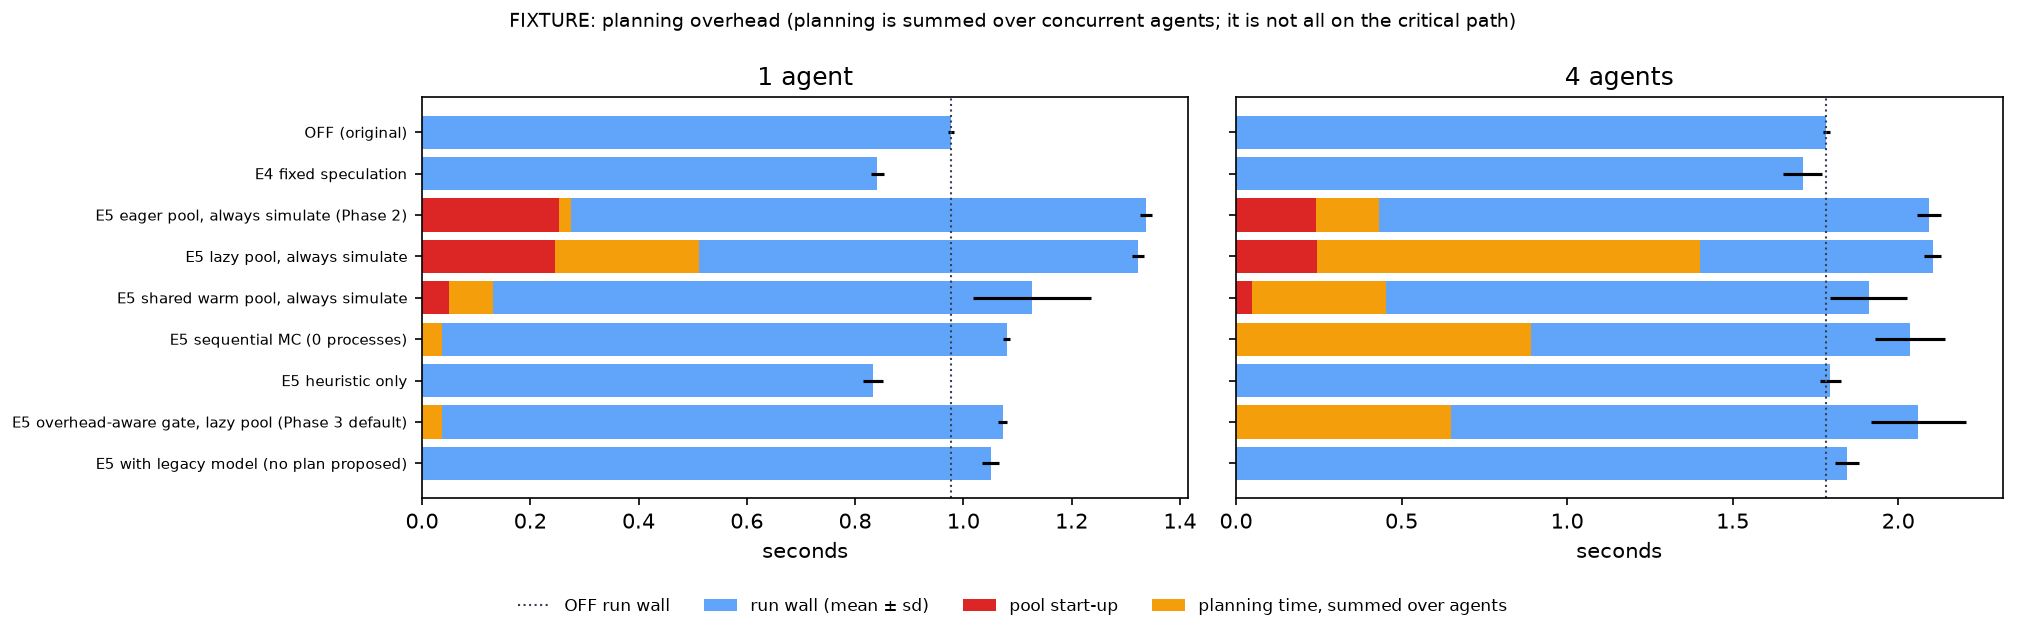 FIXTURE: planning overhead (planning is summed over concurrent agents; it is not all on the critical path)
1 agent
4 agents
OFF (original)
E4 fixed speculation
E5 eager pool, always simulate (Phase 2)
E5 lazy pool, always simulate
E5 shared warm pool, always simulate
E5 sequential MC (0 processes)
E5 heuristic only
E5 overhead-aware gate, lazy pool (Phase 3 default)
E5 with legacy model (no plan proposed)
0.0 0.2 0.4 0.6 0.8 1.0 1.2 1.4
0.0 0.5 1.0 1.5 2.0
seconds
seconds
OFF run wall
run wall (mean ± sd)
pool start-up
planning time, summed over agents